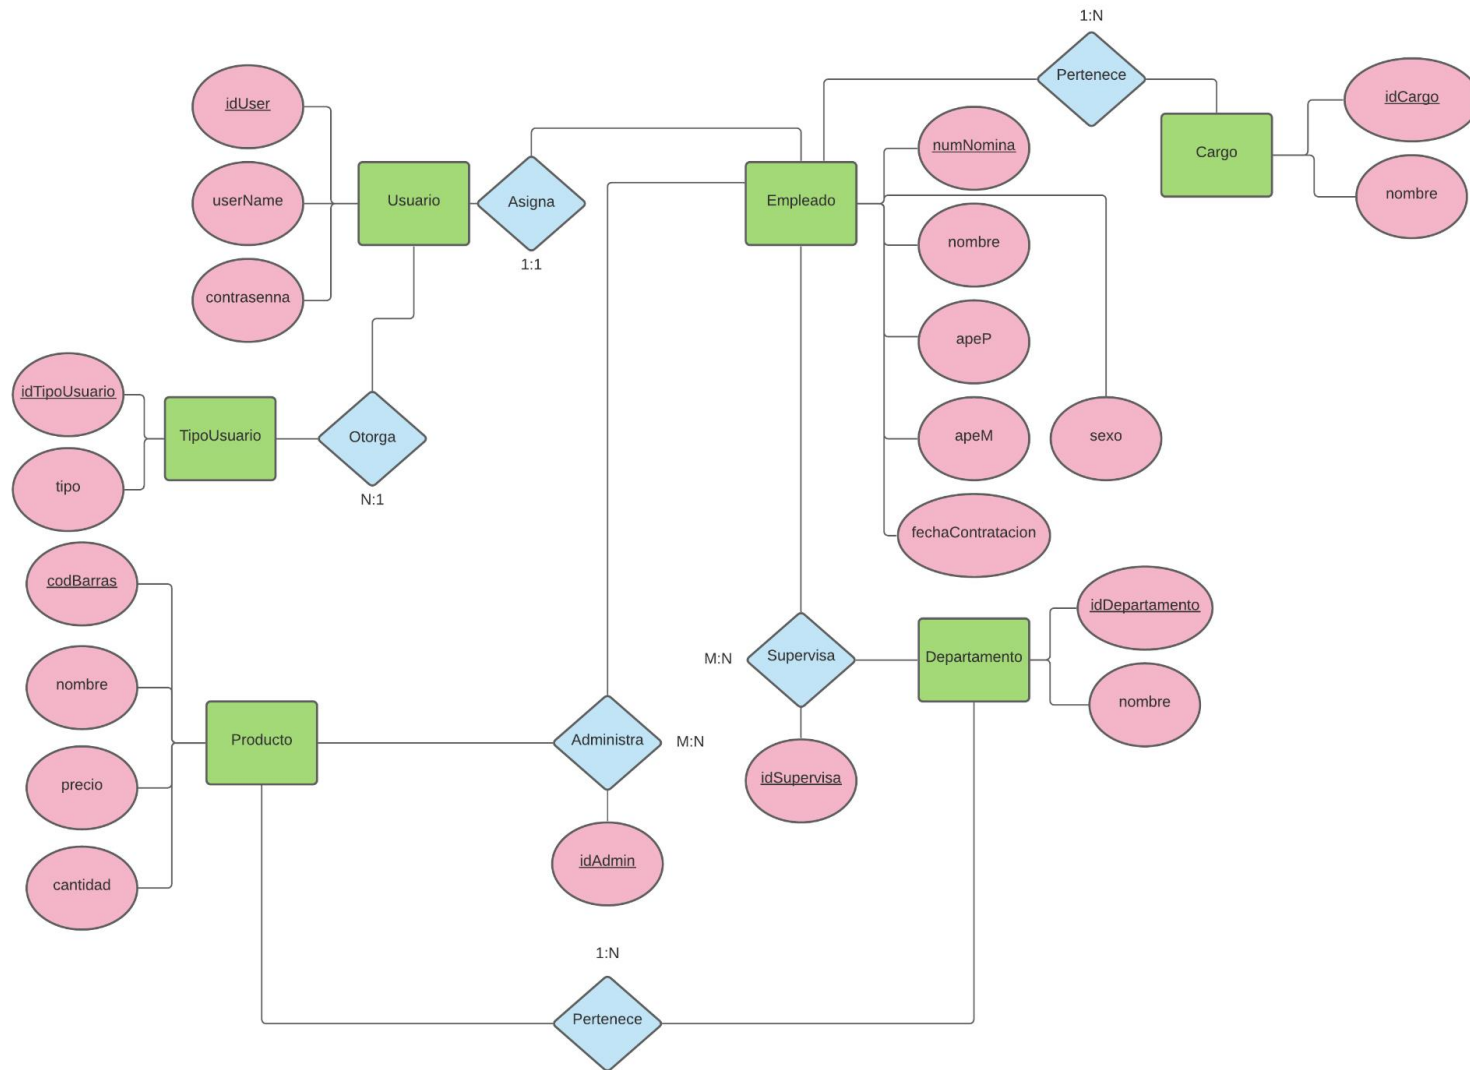 1:N
Pertenece
idUser
idCargo
numNomina
Cargo
userName
Usuario
Asigna
Empleado
nombre
nombre
1:1
contrasenna
apeP
idTipoUsuario
TipoUsuario
Otorga
apeM
sexo
tipo
N:1
fechaContratacion
codBarras
idDepartamento
M:N
Supervisa
Departamento
nombre
nombre
Producto
Administra
M:N
precio
idSupervisa
idAdmin
cantidad
1:N
Pertenece